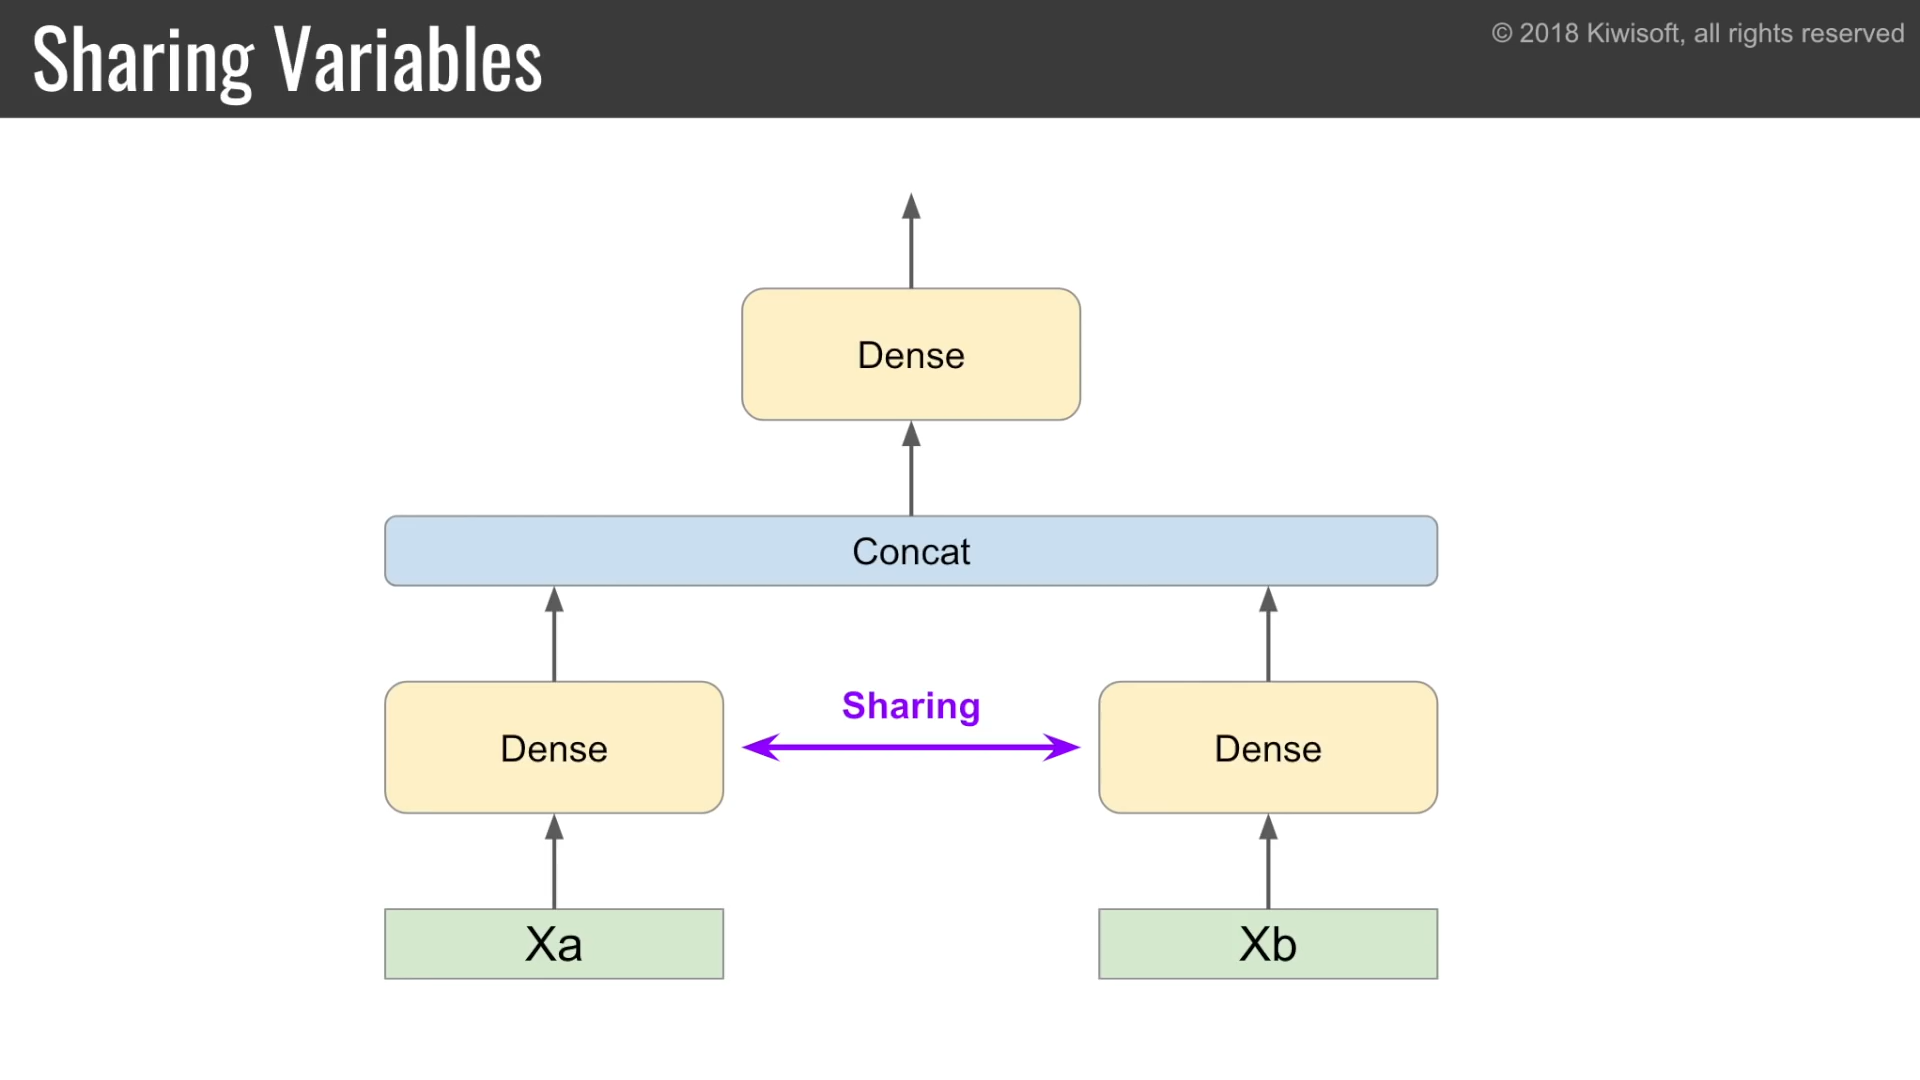 Sharing Variables
© 2018 Kiwisoft, all rights reserved
Dense
Concat
Sharing
Dense
Dense
Xa
Xb